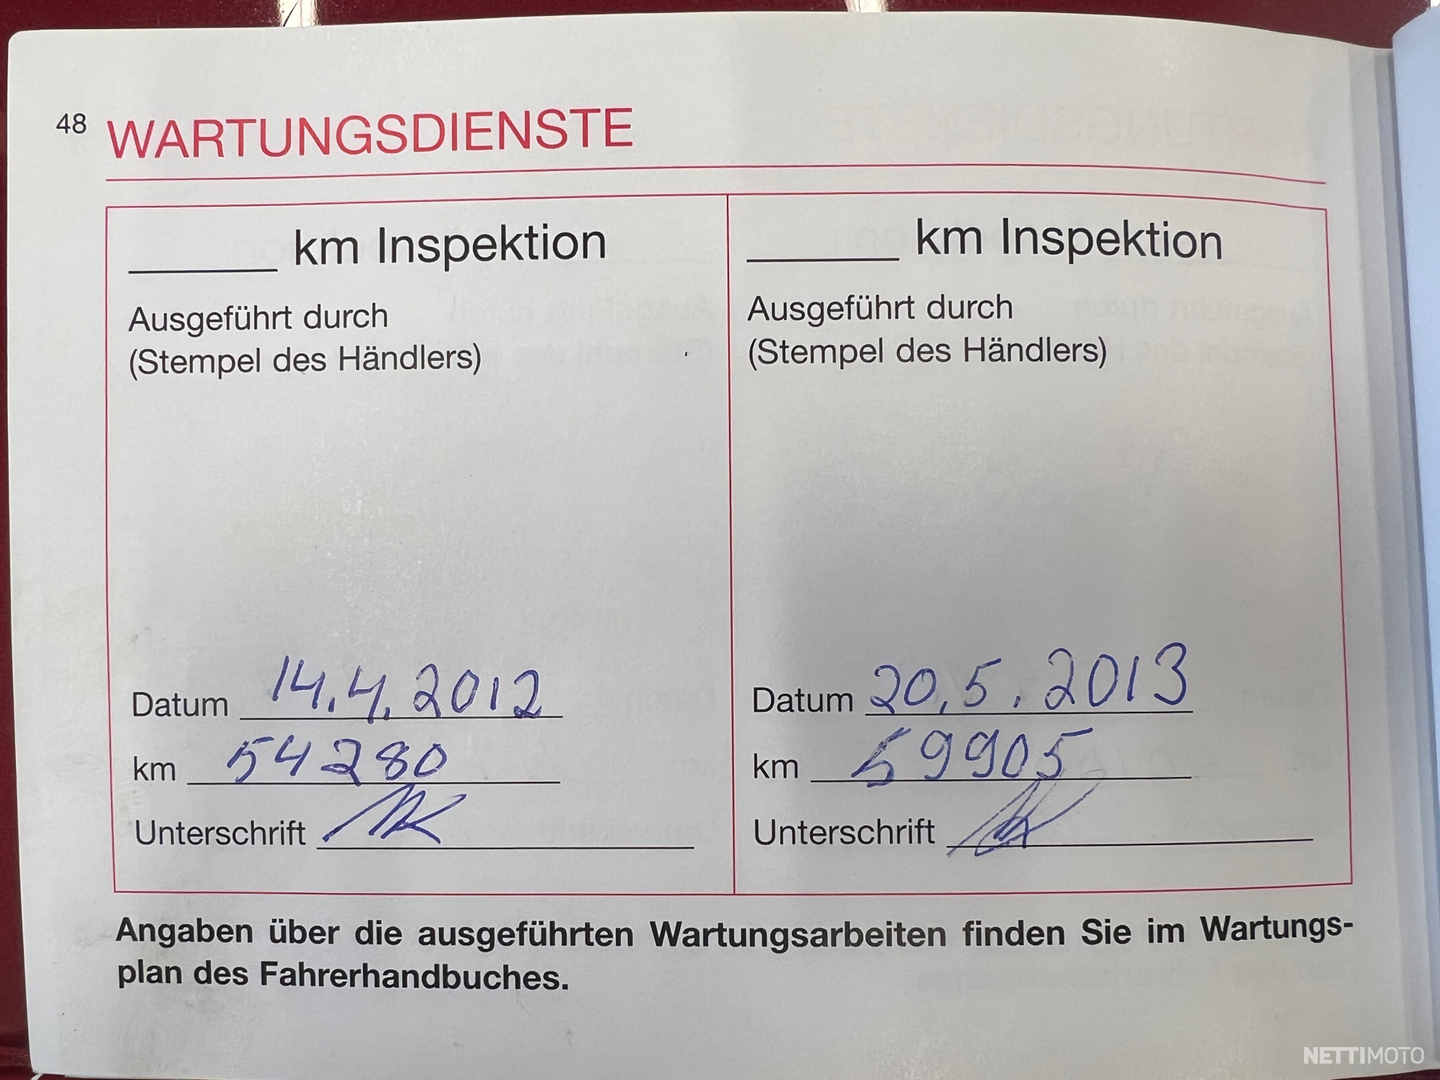 48 WARTUNGSDIENSTE
______ km Inspektion
Ausgeführt durch
(Stempel des Händlers)
Datum 14.4.2012
km 54280
Unterschrift
______ km Inspektion
Ausgeführt durch
(Stempel des Händlers)
Datum 20.5.2013
km 59905
Unterschrift
Angaben über die ausgeführten Wartungsarbeiten finden Sie im Wartungs-
plan des Fahrerhandbuches.
NETTIMOTO